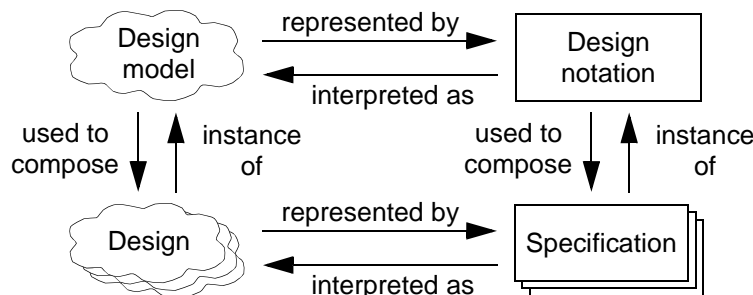 Design
model
represented by
interpreted as
Design
notation
used to
compose
instance
of
used to
compose
instance
of
Design
represented by
interpreted as
Specification